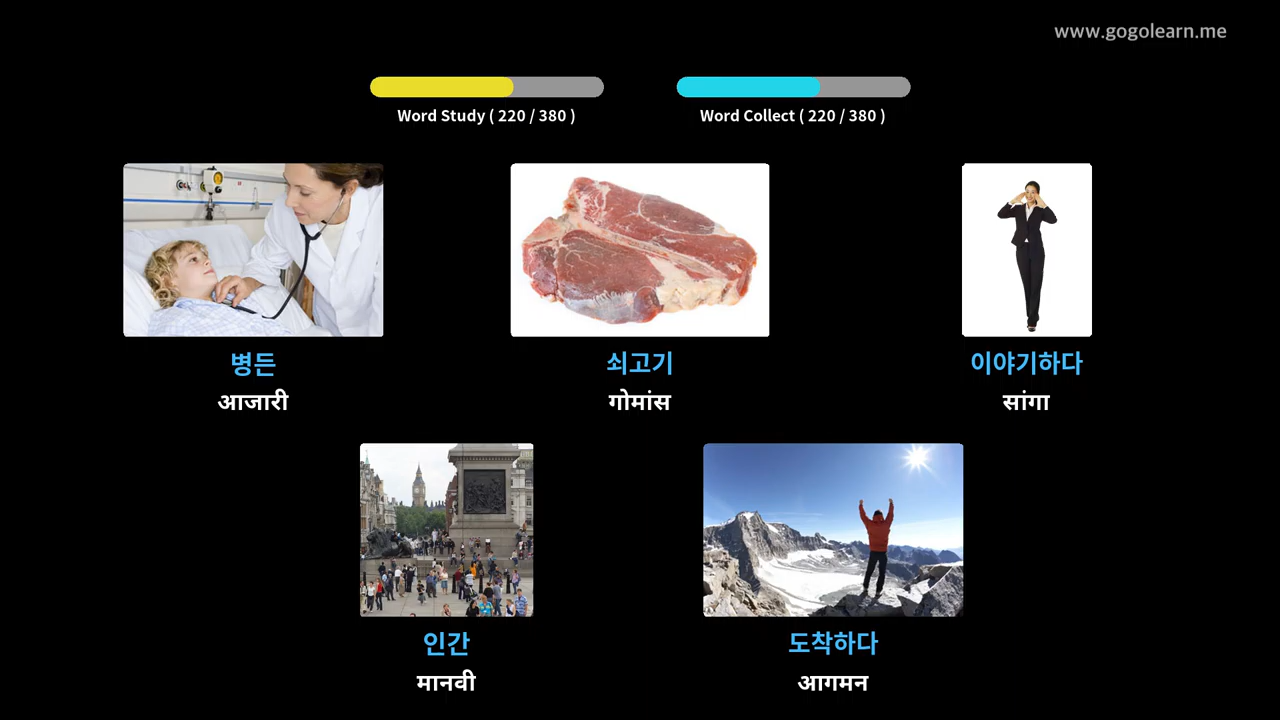 www.gogolearn.me
Word Study ( 220 / 380 )
Word Collect ( 220 / 380 )
병든
आजारी
쇠고기
गोमांस
이야기하다
सांगा
인간
मानवी
도착하다
आगमन